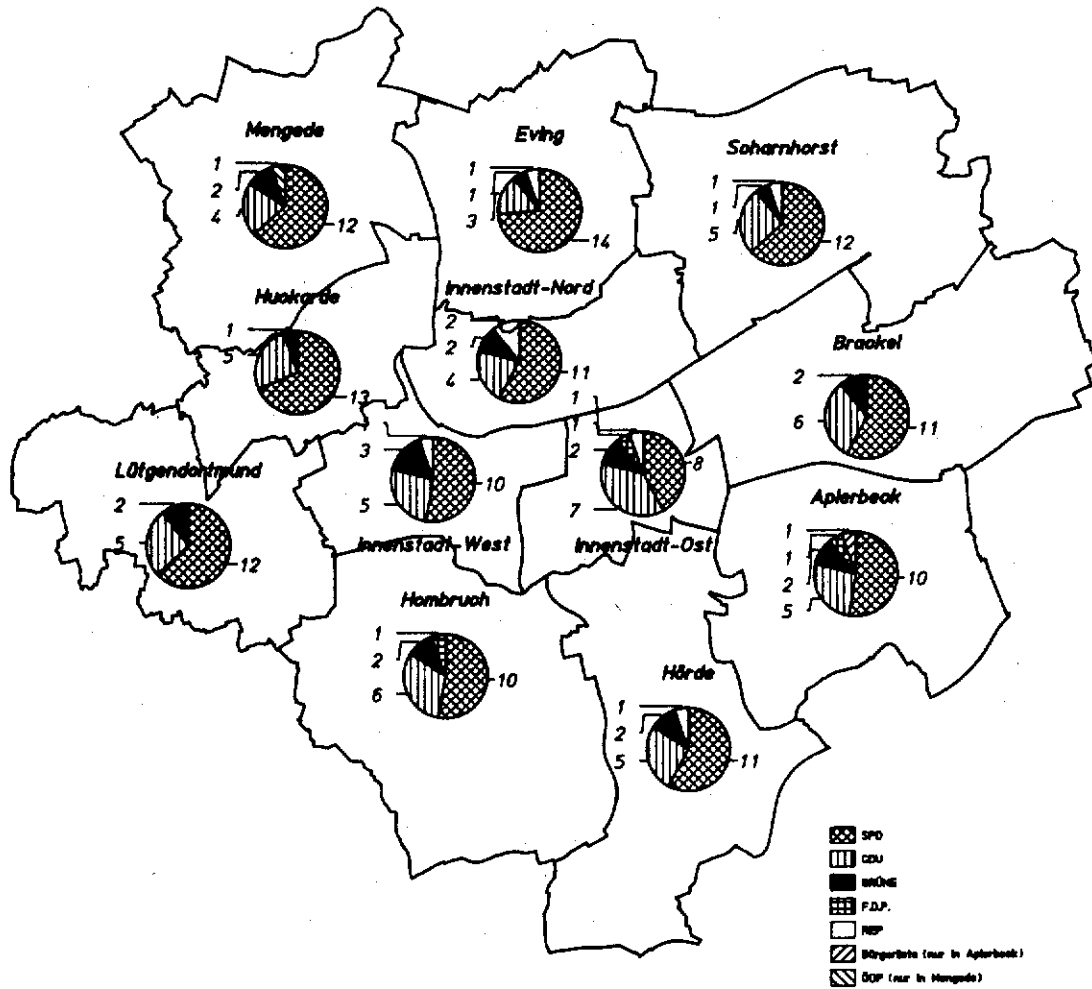 Mengede
1
2
4
12
Eving
1
1
3
14
Scharnhorst
1
1
5
12
Huckarde
1
5
13
Innenstadt-Nord
2
2
4
11
Brackel
2
6
11
Lütgendortmund
2
5
12
Innenstadt-West
1
3
5
10
Innenstadt-Ost
1
1
2
7
8
Aplerbeck
1
1
2
5
10
Hombruch
1
2
6
10
Hörde
1
2
5
11
SPD
CDU
GRÜNE
F.D.P.
REP
Bürgerliste (nur in Aplerbeck)
ÖDP (nur in Mengede)